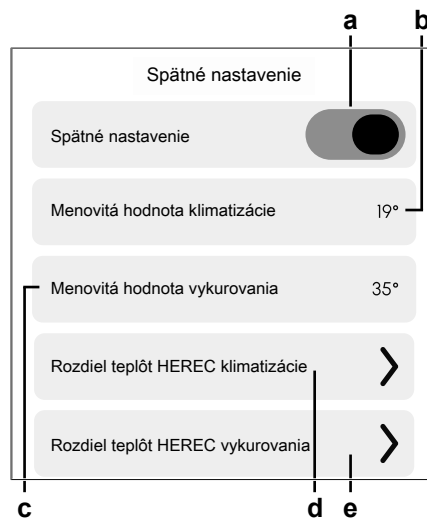 a b
Spätné nastavenie
Spätné nastavenie
Menovitá hodnota klimatizácie 19°
Menovitá hodnota vykurovania 35°
Rozdiel teplôt HEREC klimatizácie
Rozdiel teplôt HEREC vykurovania
c d e